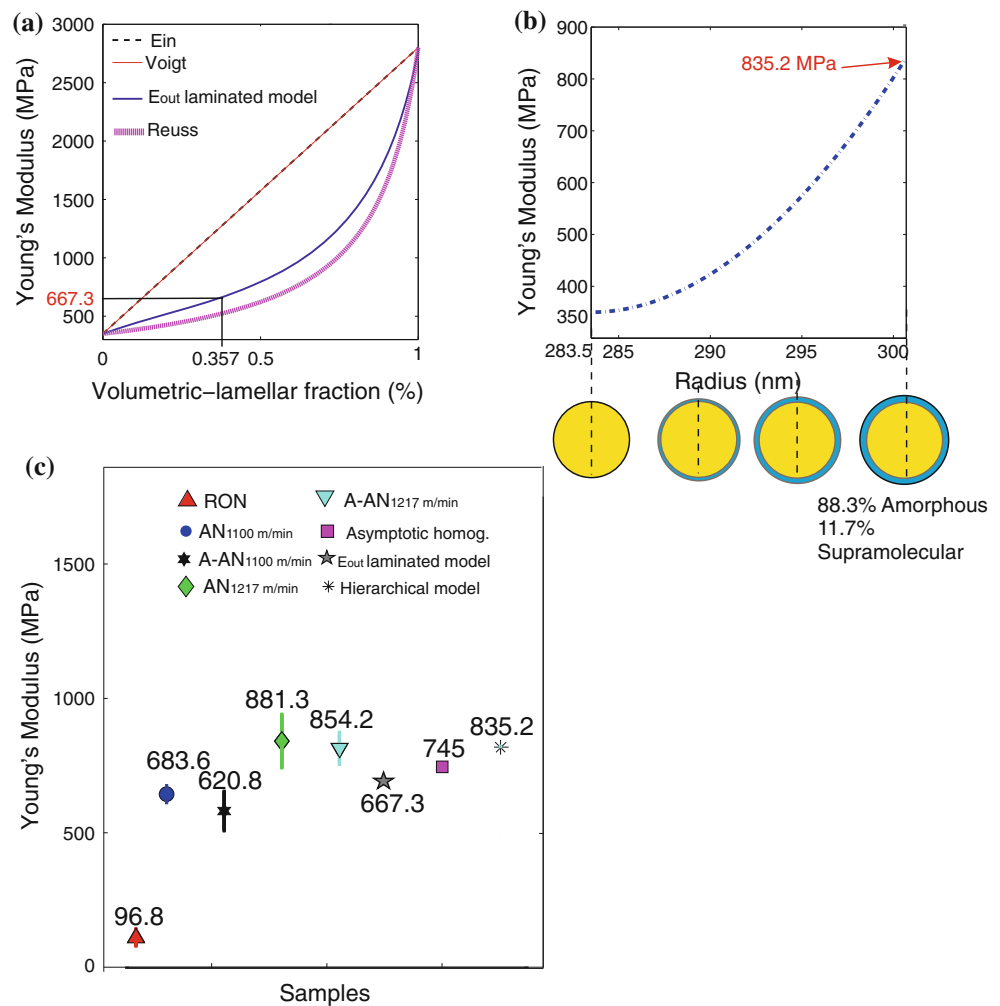 (a)
3000
2500
2000
1500
1000
667.3
500
Young's Modulus (MPa)
Ein
Voigt
Eout laminated model
Reuss
0
0.357
0.5
1
Volumetric–lamellar fraction (%)
(b)
900
800
700
600
500
400
350
Young's Modulus (MPa)
835.2 MPa
283.5
285
290
295
300
Radius (nm)
88.3% Amorphous
11.7%
Supramolecular
(c)
1500
1000
500
0
Young's Modulus (MPa)
RON
AN1100 m/min
A-AN1100 m/min
AN1217 m/min
A-AN1217 m/min
Asymptotic homog.
Eout laminated model
Hierarchical model
96.8
683.6
620.8
881.3
854.2
667.3
745
835.2
Samples